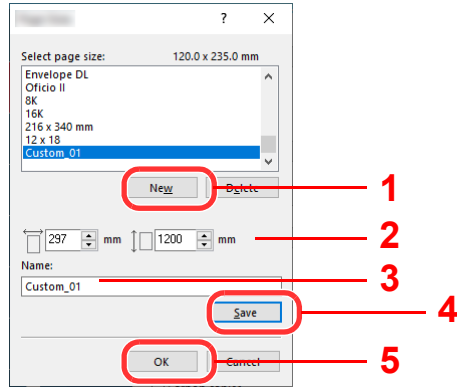 ? ×
Select page size: 120.0 x 235.0 mm
Envelope DL
Oficio II
8K
16K
216 x 340 mm
12 x 18
Custom_01
New Delete 1
297 mm 1200 mm 2
Name:
Custom_01 3
Save 4
OK Cancel 5